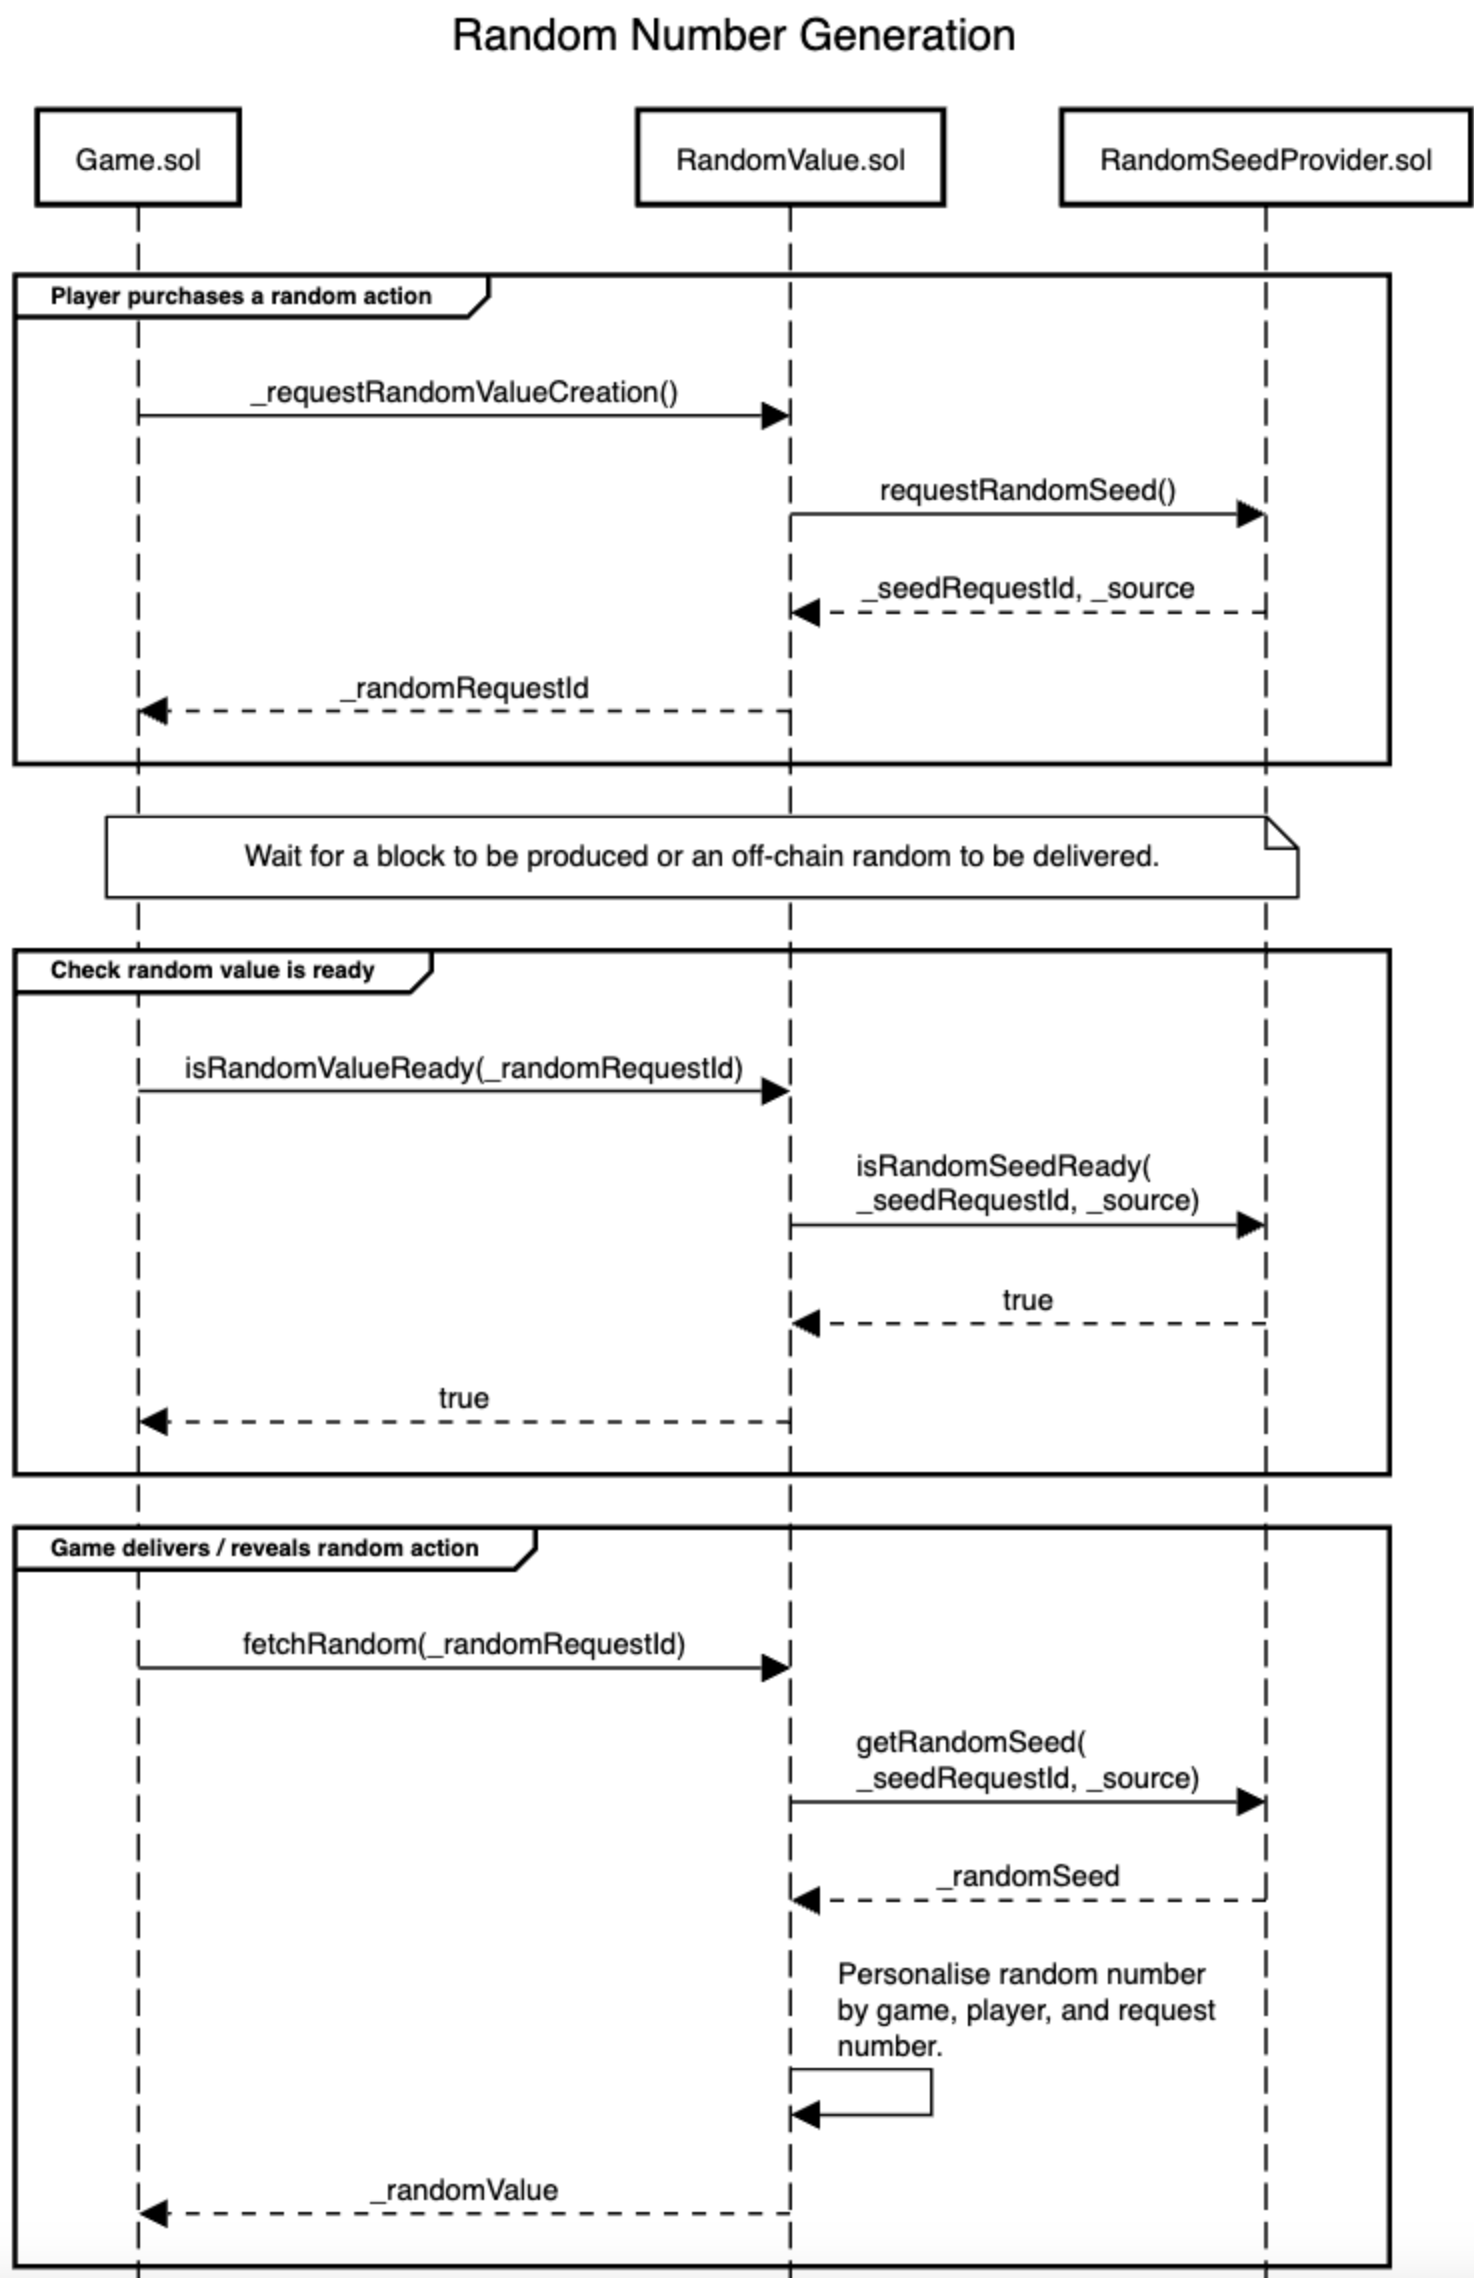 Random Number Generation
Game.sol
RandomValue.sol
RandomSeedProvider.sol
Player purchases a random action
_requestRandomValueCreation()
requestRandomSeed()
_seedRequestId, _source
_randomRequestId
Wait for a block to be produced or an off-chain random to be delivered.
Check random value is ready
isRandomValueReady(_randomRequestId)
isRandomSeedReady(
_seedRequestId, _source)
true
true
Game delivers / reveals random action
fetchRandom(_randomRequestId)
getRandomSeed(
_seedRequestId, _source)
_randomSeed
Personalise random number
by game, player, and request
number.
_randomValue